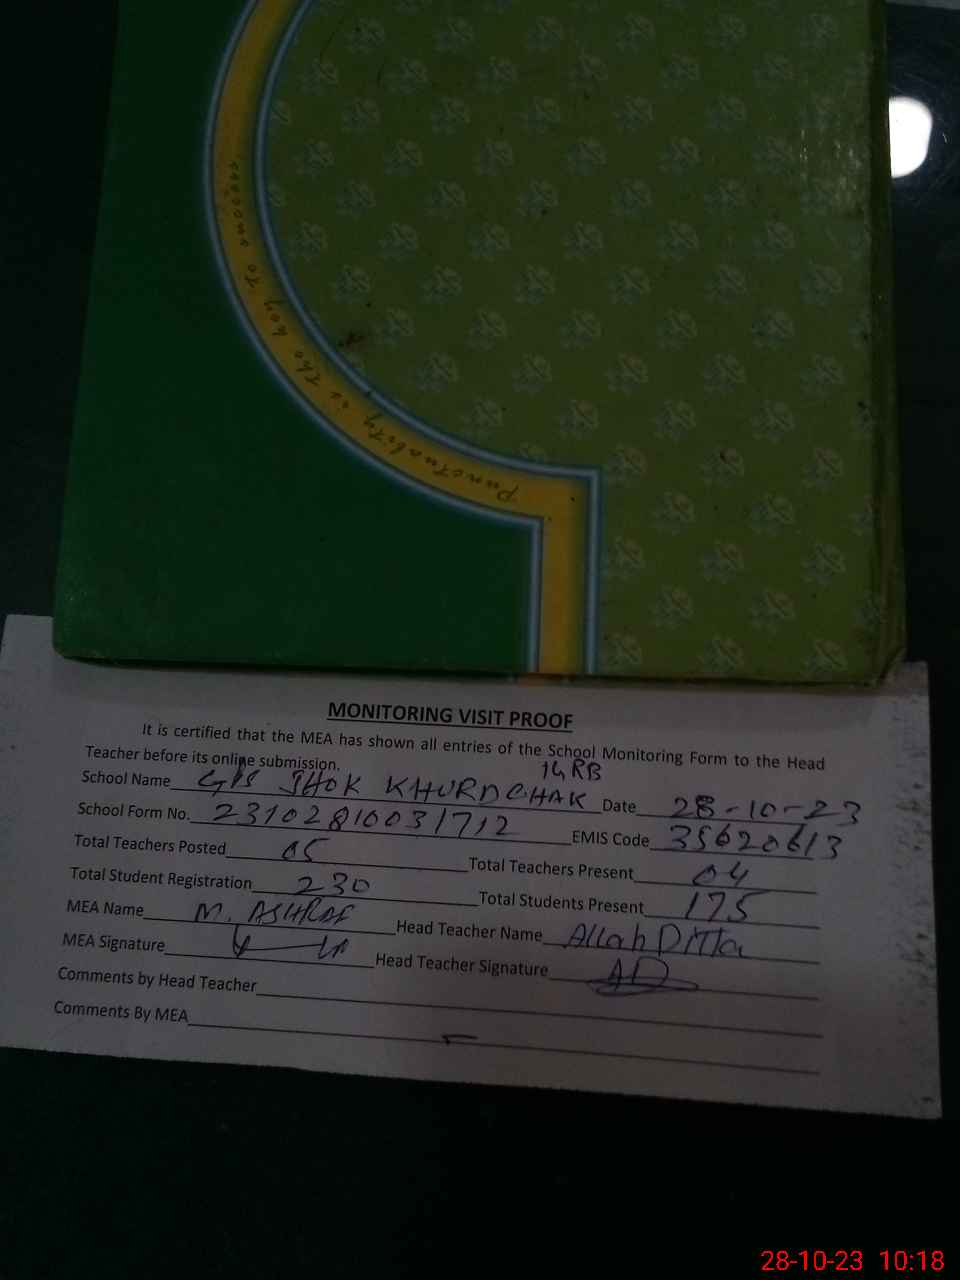 Punctuality is the key to success
MONITORING VISIT PROOF
It is certified that the MEA has shown all entries of the School Monitoring Form to the Head
Teacher before its online submission.
School Name KHURD CHAK 14RB Date 28-10-23
School Form No. 23102810031712 EMIS Code 35620613
Total Teachers Posted 05 Total Teachers Present 04
Total Student Registration 230 Total Students Present 175
MEA Name M. ASHRAF Head Teacher Name Allah Ditta
MEA Signature Head Teacher Signature AD
Comments by Head Teacher
Comments By MEA
28-10-23 10:18